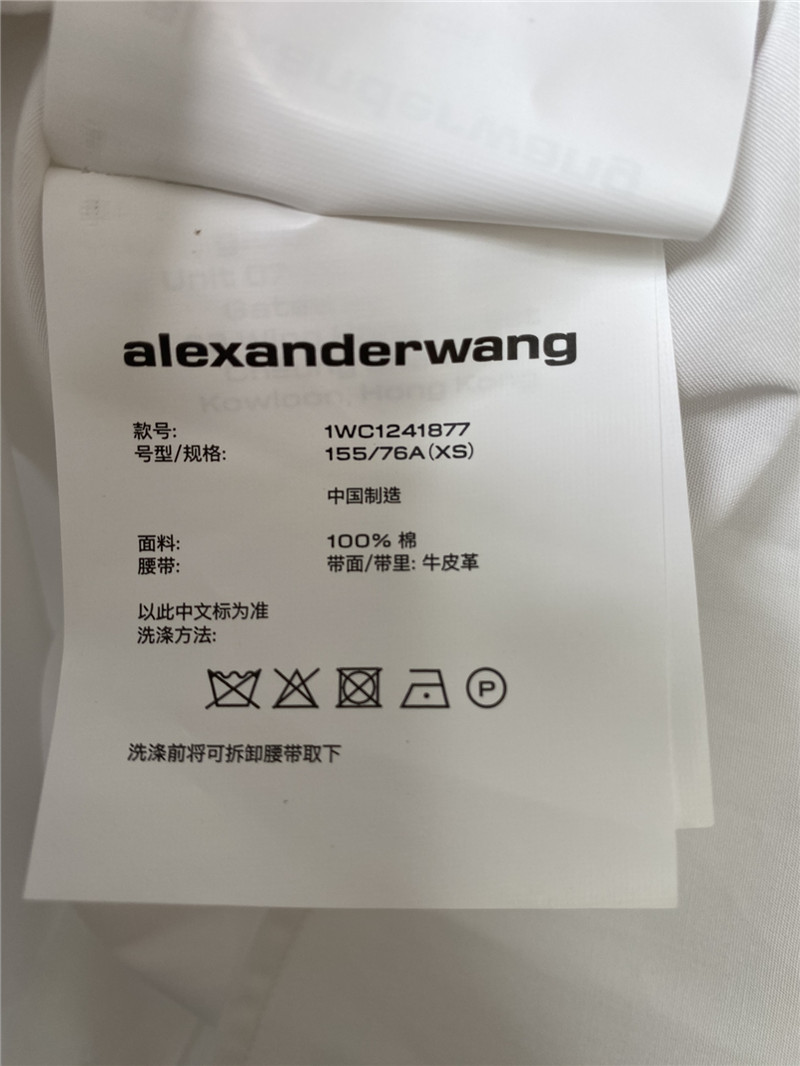 alexanderwang
款号: 1WC1241877
号型/规格: 155/76A(XS)
中国制造
面料: 100% 棉
腰带: 带面/带里: 牛皮革
以此中文标为准
洗涤方法:
P
洗涤前将可拆卸腰带取下